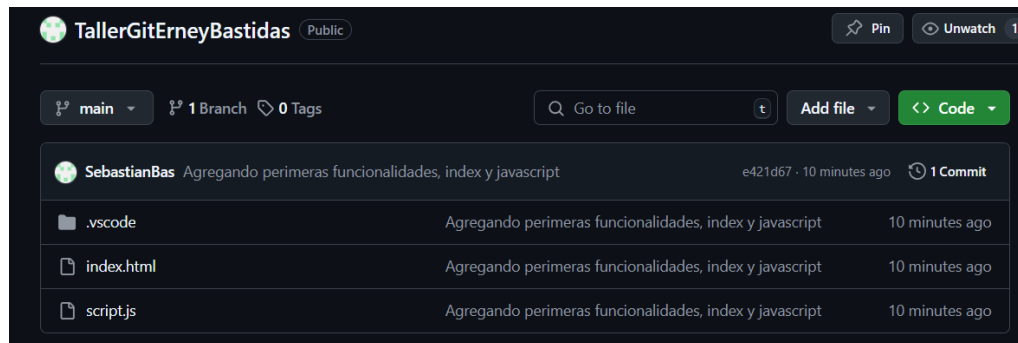 TallerGitErneyBastidas Public Pin Unwatch 1
main 1 Branch 0 Tags Go to file t Add file Code
SebastianBas Agregando perimeras funcionalidades, index y javascript e421d67 · 10 minutes ago 1 Commit
.vscode Agregando perimeras funcionalidades, index y javascript 10 minutes ago
index.html Agregando perimeras funcionalidades, index y javascript 10 minutes ago
script.js Agregando perimeras funcionalidades, index y javascript 10 minutes ago